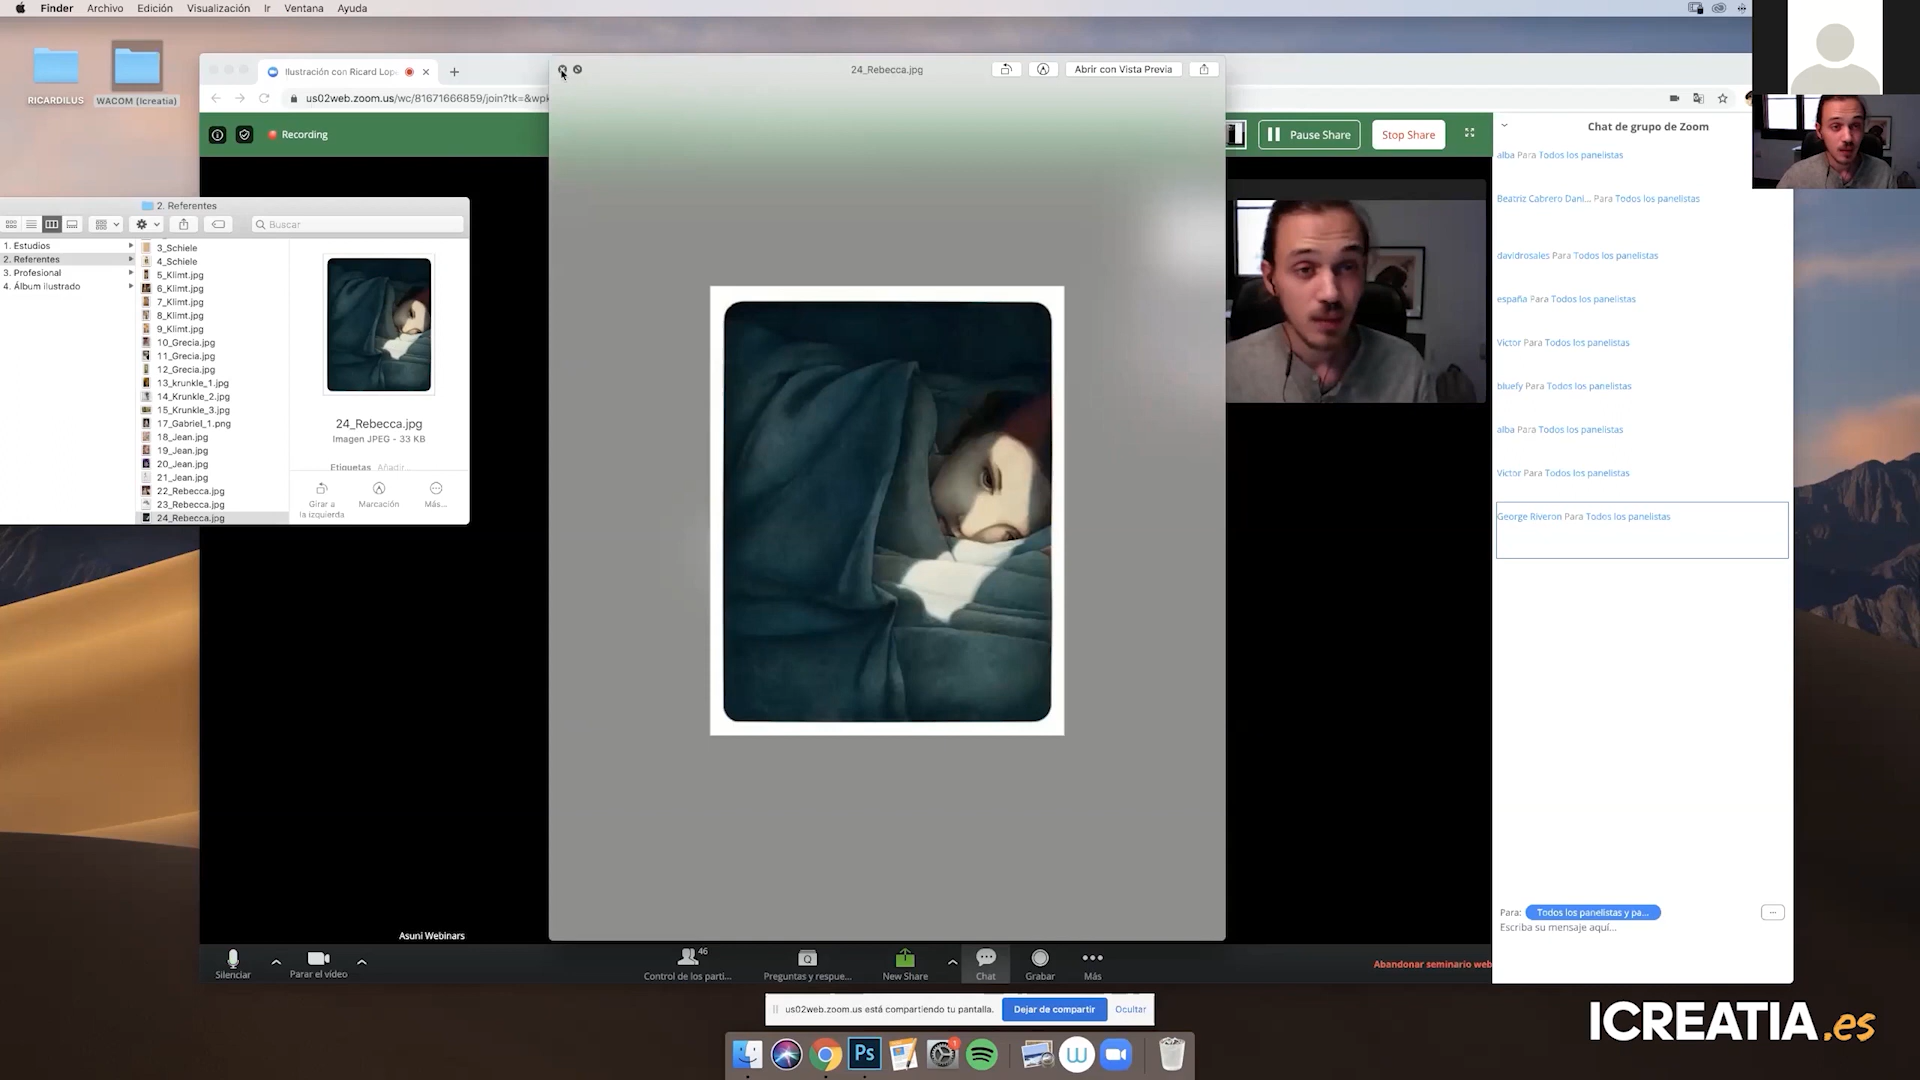 Finder Archivo Edición Visualización Ir Ventana Ayuda
RICARDILUS
WACOM (Icreatia)
Ilustración con Ricard Lop
us02web.zoom.us/wc/81671666859/join?tk=&wpk
Recording
24_Rebecca.jpg
Abrir con Vista Previa
Pause Share
Stop Share
2. Referentes
Buscar
1. Estudios
2. Referentes
3. Profesional
4. Álbum ilustrado
3_Schiele
4_Schiele
5_Klimt.jpg
6_Klimt.jpg
7_Klimt.jpg
8_Klimt.jpg
9_Klimt.jpg
10_Grecia.jpg
11_Grecia.jpg
12_Grecia.jpg
13_krunkle_1.jpg
14_Krunkle_2.jpg
15_Krunkle_3.jpg
17_Gabriel_1.png
18_Jean.jpg
19_Jean.jpg
20_Jean.jpg
21_Jean.jpg
22_Rebecca.jpg
23_Rebecca.jpg
24_Rebecca.jpg
24_Rebecca.jpg
Imagen JPEG - 33 KB
Etiquetas Añadir...
Girar a
la izquierda
Marcación
Más...
Chat de grupo de Zoom
alba Para Todos los panelistas
Beatriz Cabrero Dani... Para Todos los panelistas
davidrosales Para Todos los panelistas
españa Para Todos los panelistas
Victor Para Todos los panelistas
bluefy Para Todos los panelistas
alba Para Todos los panelistas
Victor Para Todos los panelistas
George Riveron Para Todos los panelistas
Para: Todos los panelistas y pa...
Escriba su mensaje aquí...
Asuni Webinars
Silenciar
Parar el vídeo
46
Control de los parti...
Preguntas y respue...
New Share
Chat
Grabar
Más
Abandonar seminario web
us02web.zoom.us está compartiendo tu pantalla.
Dejar de compartir
Ocultar
Ps
1
ICREATIA.es